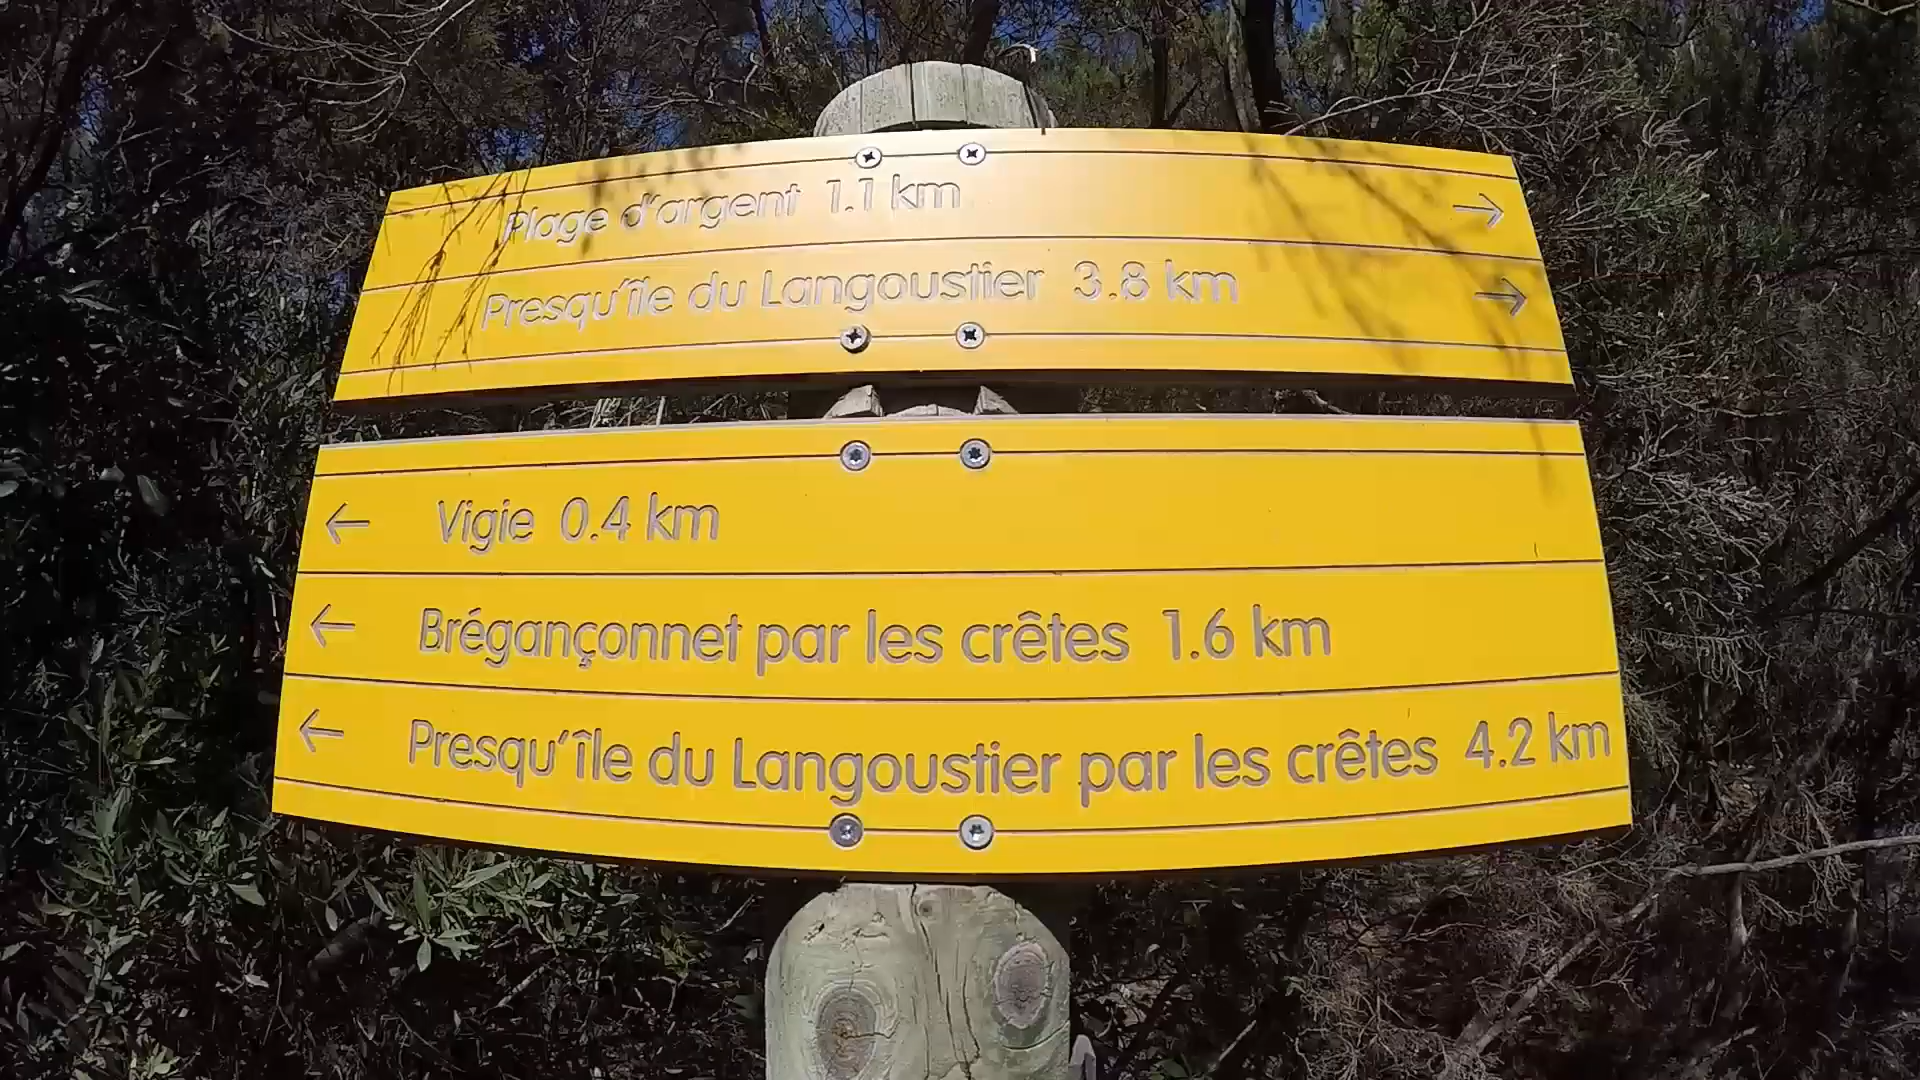 Plage d'argent 1.1 km →
Presqu'île du Langoustier 3.8 km →
← Vigie 0.4 km
← Brégançonnet par les crêtes 1.6 km
← Presqu'île du Langoustier par les crêtes 4.2 km